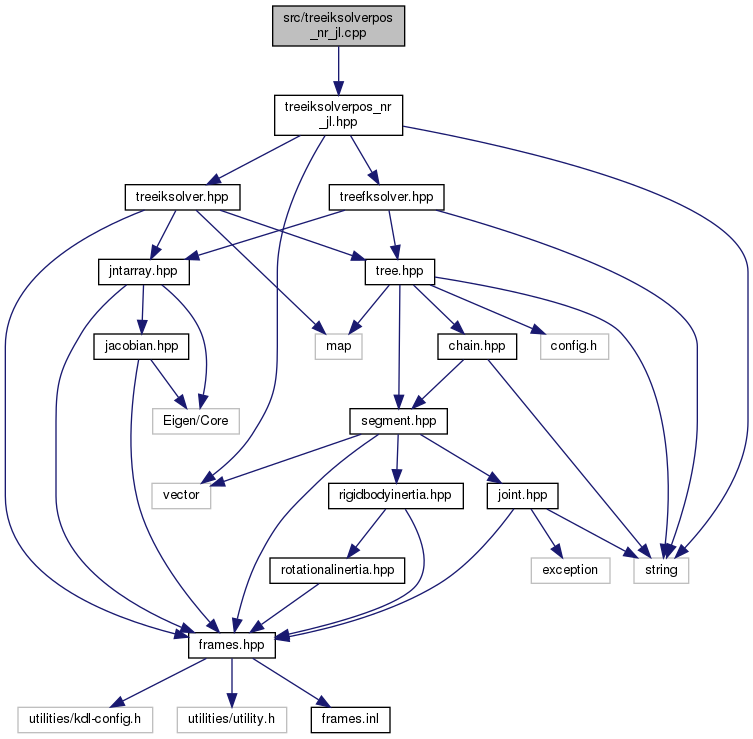 src/treeiksolverpos
_nr_jl.cpp
treeiksolverpos_nr
_jl.hpp
treeiksolver.hpp
treefksolver.hpp
jntarray.hpp
tree.hpp
jacobian.hpp
map
chain.hpp
config.h
Eigen/Core
segment.hpp
vector
rigidbodyinertia.hpp
joint.hpp
rotationalinertia.hpp
exception
string
frames.hpp
utilities/kdl-config.h
utilities/utility.h
frames.inl